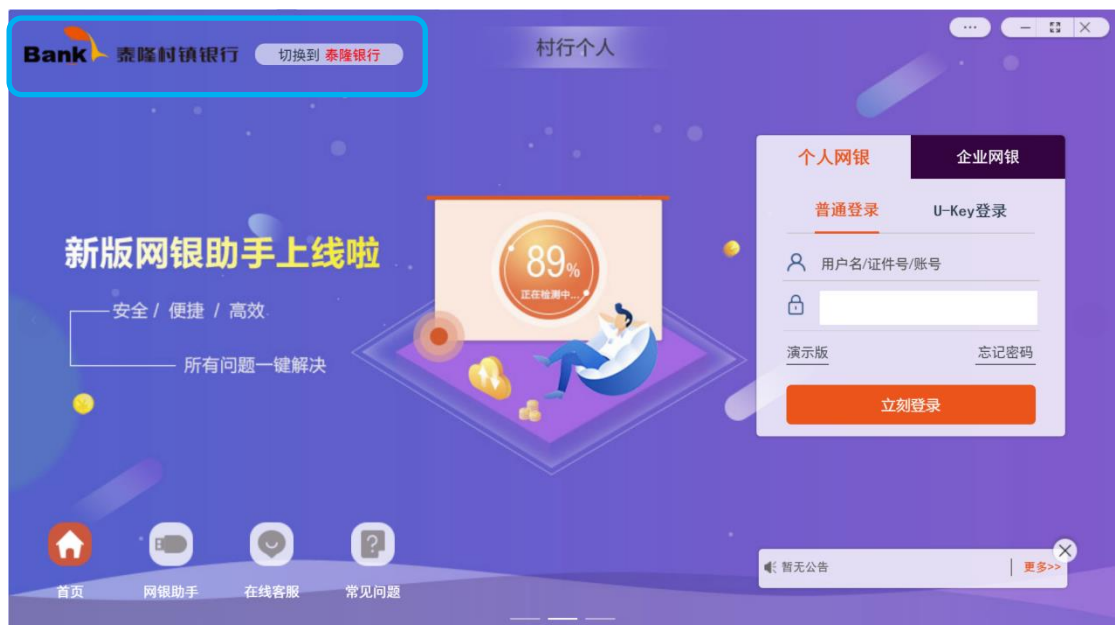 Bank 泰隆村镇银行 切换到 泰隆银行
村行个人
个人网银 企业网银
普通登录 U-Key登录
用户名/证件号/账号
演示版 忘记密码
立刻登录
新版网银助手上线啦
安全 / 便捷 / 高效
所有问题一键解决
89%
正在检测中...
首页 网银助手 在线客服 常见问题
暂无公告 更多>>